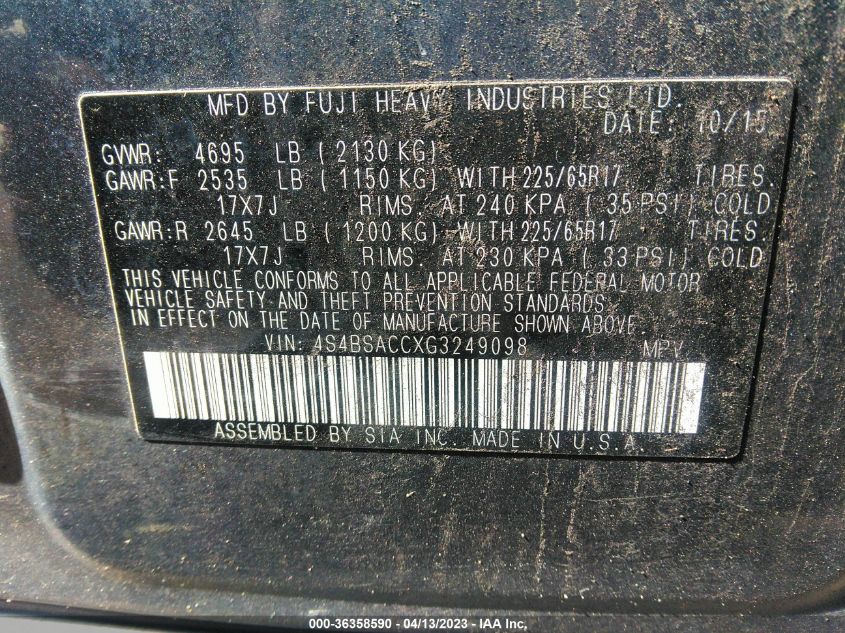 MFD BY FUJI HEAVY INDUSTRIES LTD.
DATE: 10/15
GVWR: 4695 LB ( 2130 KG)
GAWR:F 2535 LB ( 1150 KG) WITH 225/65R17 TIRES.
17X7J RIMS. AT 240 KPA ( 35 PSI) COLD
GAWR:R 2645 LB ( 1200 KG) WITH 225/65R17 TIRES.
17X7J RIMS. AT 230 KPA ( 33 PSI) COLD
THIS VEHICLE CONFORMS TO ALL APPLICABLE FEDERAL MOTOR
VEHICLE SAFETY AND THEFT PREVENTION STANDARDS
IN EFFECT ON THE DATE OF MANUFACTURE SHOWN ABOVE.
VIN: 4S4BSACCXG3249098 MPV
ASSEMBLED BY SIA INC. MADE IN U.S.A.
000-36358590 - 04/13/2023 - IAA Inc.